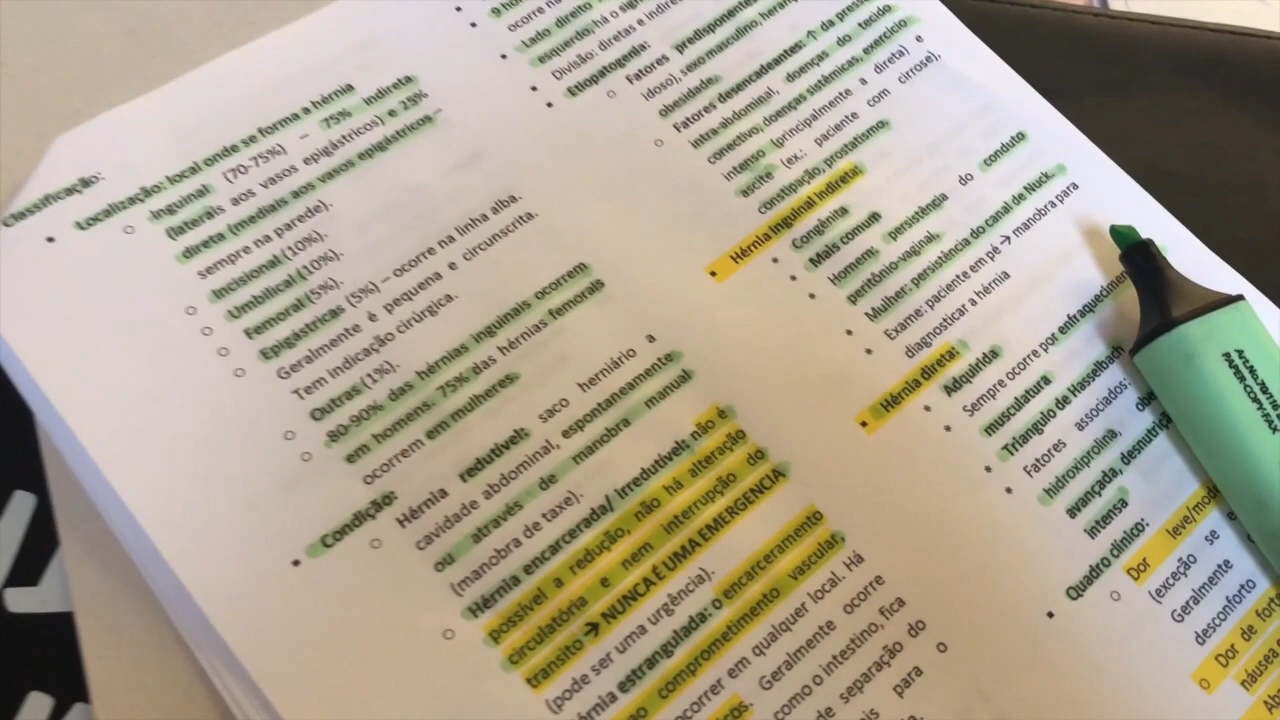 Classificação:
Localização: local onde se forma a hérnia
Inguinal (70-75%) – 75% indireta
(laterais aos vasos epigástricos) e 25%
direta (mediais aos vasos epigástricos –
sempre na parede).
Incisional (10%).
Umbilical (10%).
Femoral (5%).
Epigástricas (5%) – ocorre na linha alba.
Geralmente é pequena e circunscrita.
Tem indicação cirúrgica.
Outras (1%).
80-90% das hérnias inguinais ocorrem
em homens. 75% das hérnias femorais
ocorrem em mulheres.
Condição:
Hérnia redutível: saco herniário a
cavidade abdominal, espontaneamente
ou através de manobra manual
(manobra de taxe).
Hérnia encarcerada/ irredutível: não é
possível a redução, não há alteração
circulatória e nem interrupção do
transito → NUNCA É UMA EMERGENCIA
(pode ser uma urgência).
Hérnia estrangulada: o encarceramento
comprometimento vascular,
ocorrer em qualquer local. Há
Geralmente ocorre
como o intestino, fica
de separação do
para o
ocorre
Lado direito
esquerdo, há o
Divisão: diretas e indire
Etiopatogenia:
Fatores predisponentes
idoso), sexo masculino, heran
obesidade.
Fatores desencadeantes: ↑ da press
intra-abdominal, doenças do tecido
conectivo, doenças sistêmicas, exercício
intenso (principalmente a direta) e
ascite (ex.: paciente com cirrose),
constipação, prostatismo
Hérnia inguinal indireta:
Congênita
Mais comum
Homem: persistência do conduto
peritônio-vaginal,
Mulher: persistência do canal de Nuck.
Exame: paciente em pé → manobra para
diagnosticar a hérnia
Hérnia direta:
Adquirida
Sempre ocorre por enfraquecimen
musculatura
Triangulo de Hasselbach
Fatores associados: obe
hidroxiprolina,
avançada, desnutriç
intensa
Quadro clínico:
Dor leve/mod
(exceção se e
Geralmente
desconforto
Dor de for
náusea
PAPER-COPY-FAX